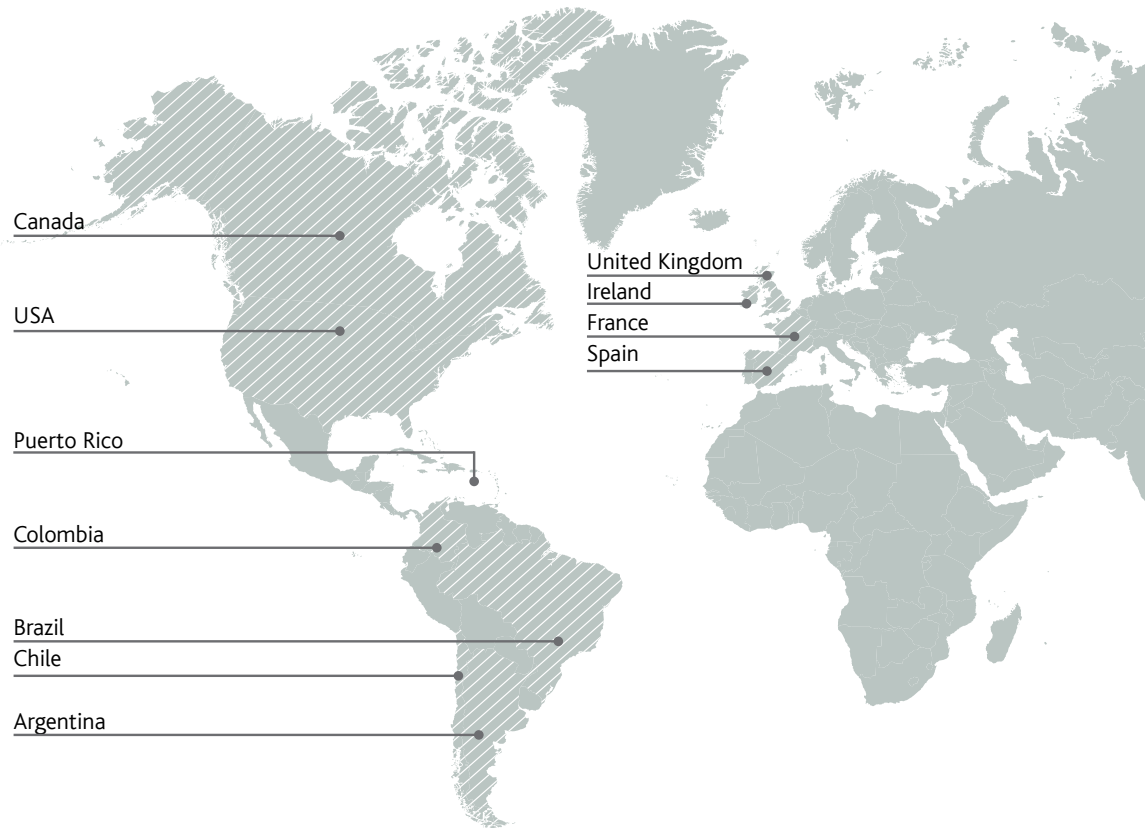 Canada
USA
Puerto Rico
Colombia
Brazil
Chile
Argentina
United Kingdom
Ireland
France
Spain